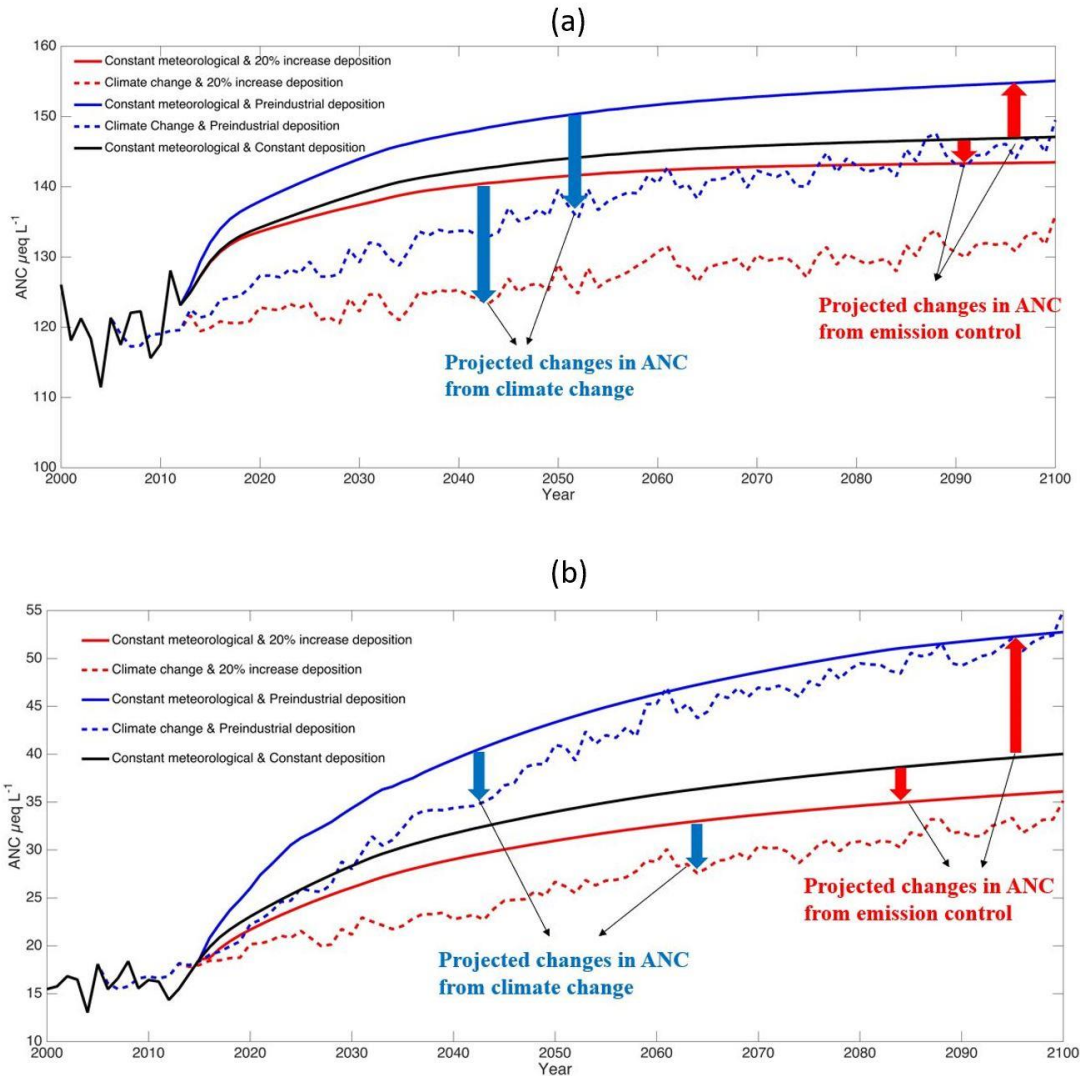 (a)
160
150
140
130
120
110
100
ANC µeq L⁻¹
Constant meteorological & 20% increase deposition
Climate change & 20% increase deposition
Constant meteorological & Preindustrial deposition
Climate Change & Preindustrial deposition
Constant meteorological & Constant deposition
Projected changes in ANC
from emission control
Projected changes in ANC
from climate change
2000 2010 2020 2030 2040 2050 2060 2070 2080 2090 2100
Year
(b)
55
50
45
40
35
30
25
20
15
10
ANC µeq L⁻¹
Constant meteorological & 20% increase deposition
Climate change & 20% increase deposition
Constant meteorological & Preindustrial deposition
Climate change & Preindustrial deposition
Constant meteorological & Constant deposition
Projected changes in ANC
from emission control
Projected changes in ANC
from climate change
2000 2010 2020 2030 2040 2050 2060 2070 2080 2090 2100
Year